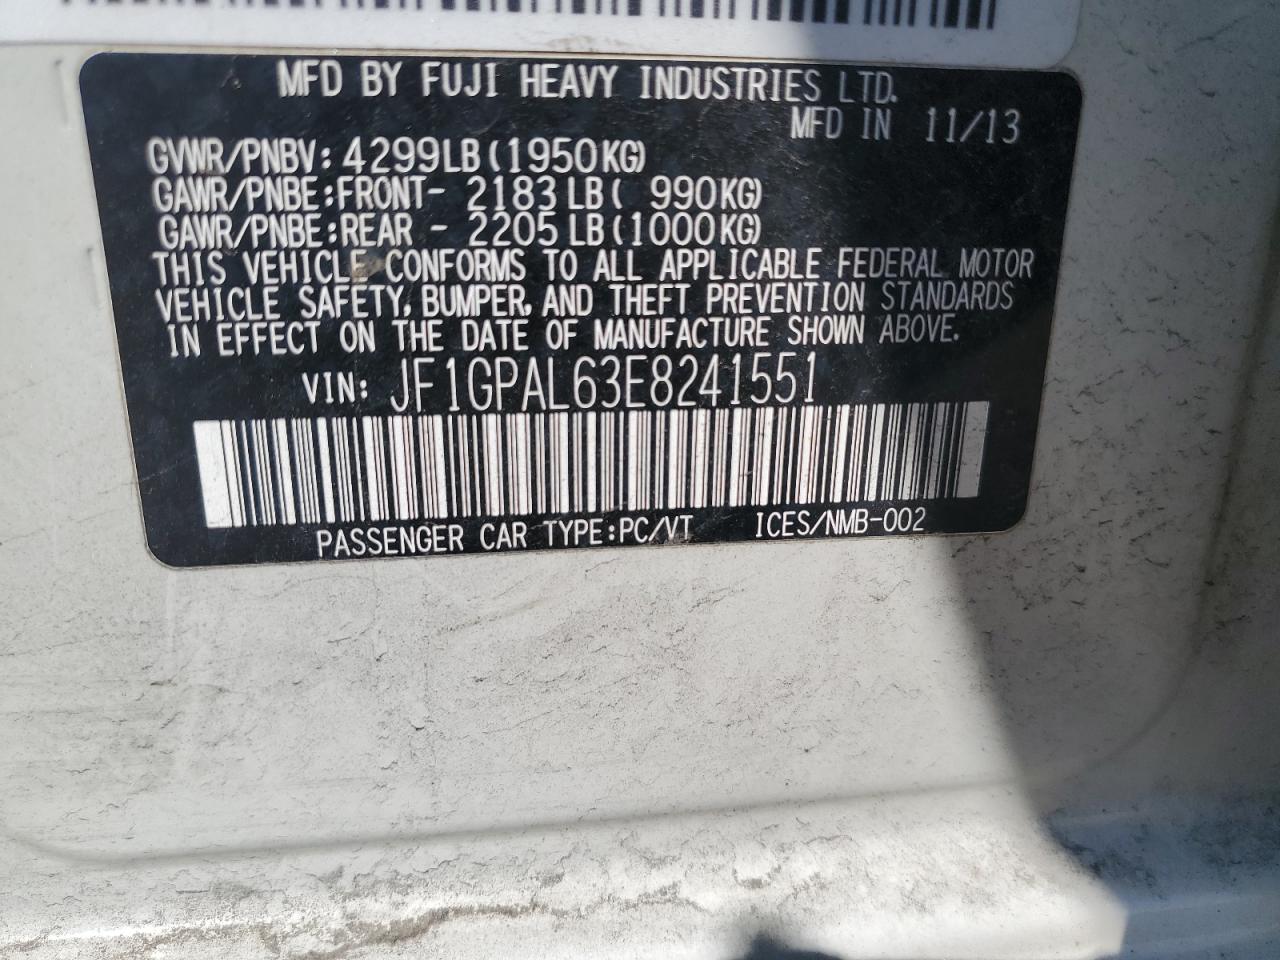 MFD BY FUJI HEAVY INDUSTRIES LTD.
MFD IN 11/13
GVWR/PNBV: 4299LB(1950KG)
GAWR/PNBE:FRONT- 2183LB( 990KG)
GAWR/PNBE:REAR - 2205LB(1000KG)
THIS VEHICLE CONFORMS TO ALL APPLICABLE FEDERAL MOTOR
VEHICLE SAFETY, BUMPER, AND THEFT PREVENTION STANDARDS
IN EFFECT ON THE DATE OF MANUFACTURE SHOWN ABOVE.
VIN: JF1GPAL63E8241551
PASSENGER CAR TYPE:PC/VT ICES/NMB-002